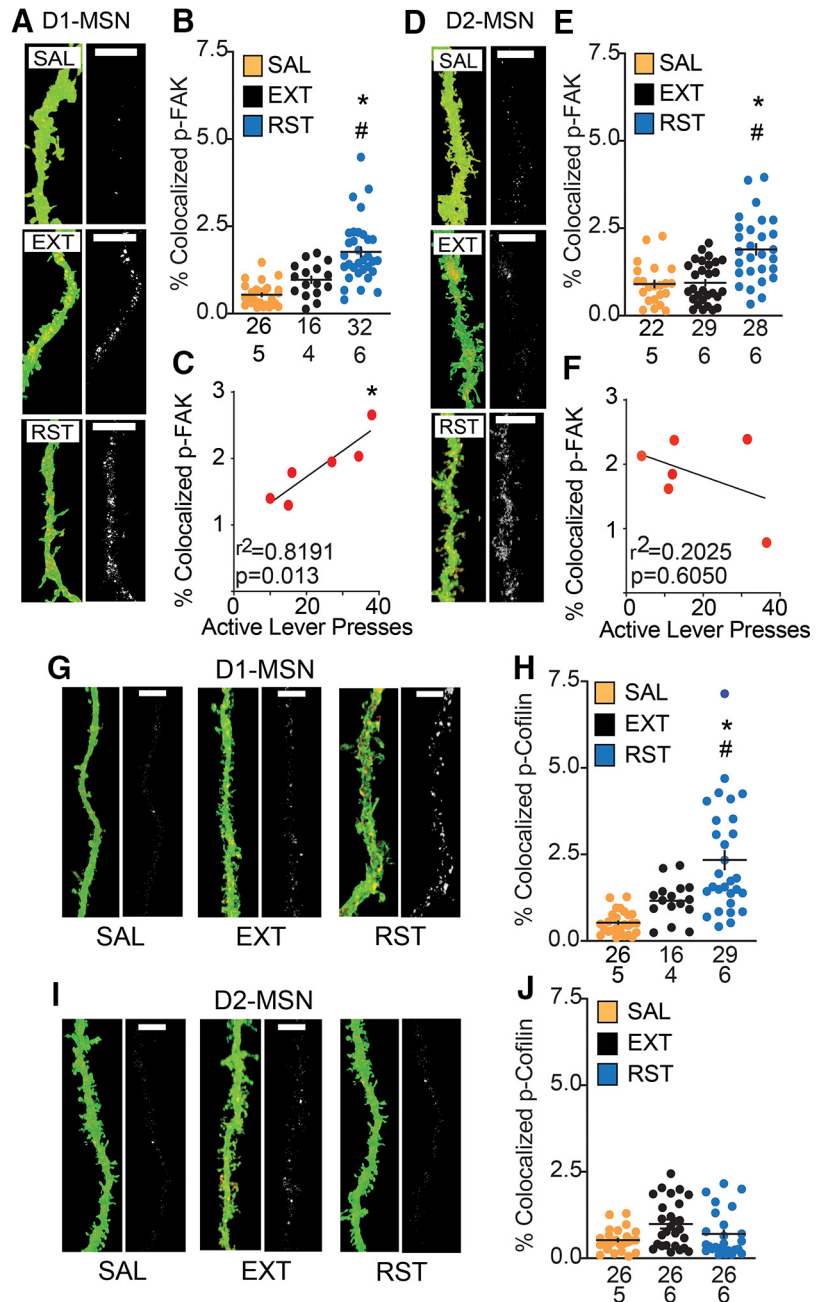 A D1-MSN
SAL
EXT
RST
B
7.5
5.0
2.5
0.0
% Colocalized p-FAK
SAL
EXT
RST
*
#
26 16 32
5 4 6
C
3
2
1
% Colocalized p-FAK
*
r2=0.8191
p=0.013
0 20 40
Active Lever Presses
D D2-MSN
SAL
EXT
RST
E
7.5
5.0
2.5
0.0
% Colocalized p-FAK
SAL
EXT
RST
*
#
22 29 28
5 6 6
F
3
2
1
% Colocalized p-FAK
r2=0.2025
p=0.6050
0 20 40
Active Lever Presses
G D1-MSN
SAL EXT RST
H
7.5
5.0
2.5
0.0
% Colocalized p-Cofilin
SAL
EXT
RST
*
#
26 16 29
5 4 6
I D2-MSN
SAL EXT RST
J
7.5
5.0
2.5
0.0
% Colocalized p-Cofilin
SAL
EXT
RST
26 26 26
5 6 6